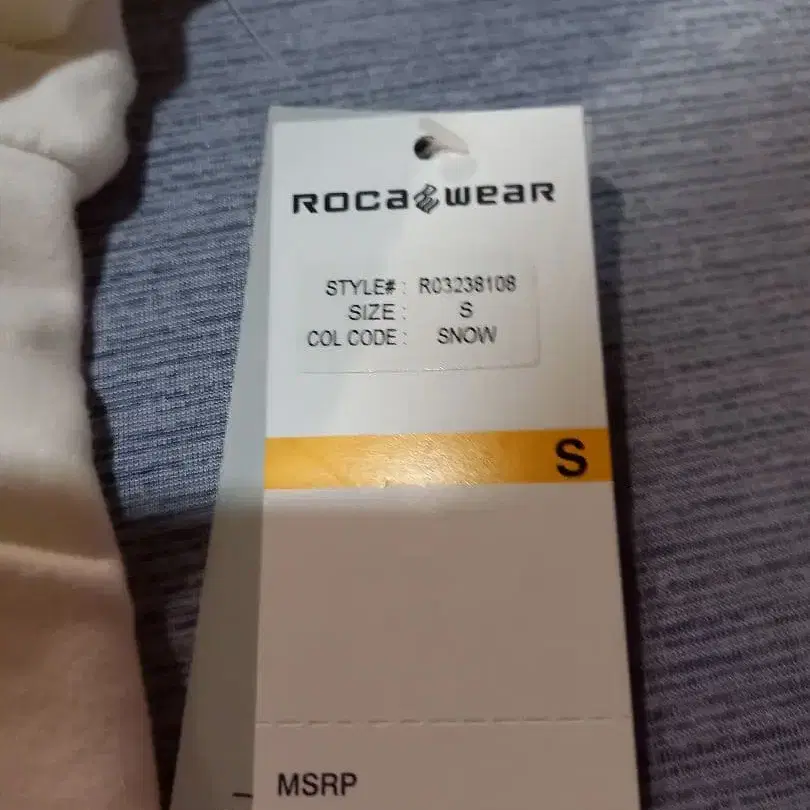 ROCAWEAR
STYLE# : R03238108
SIZE : S
COL CODE : SNOW
S
MSRP